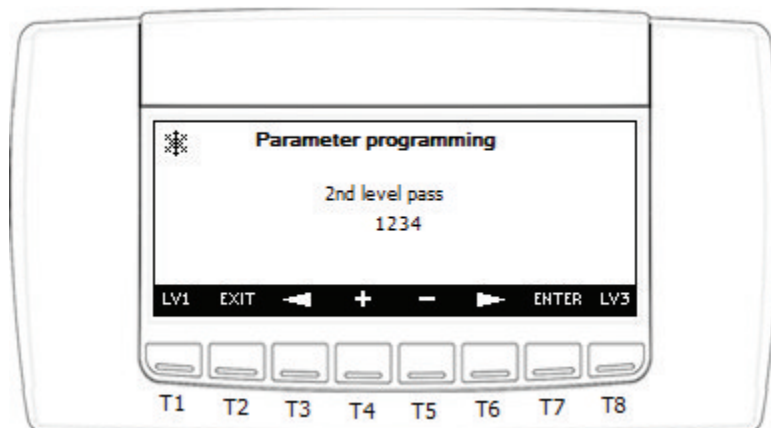 Parameter programming
2nd level pass
1234
LV1 EXIT + - ENTER LV3
T1 T2 T3 T4 T5 T6 T7 T8